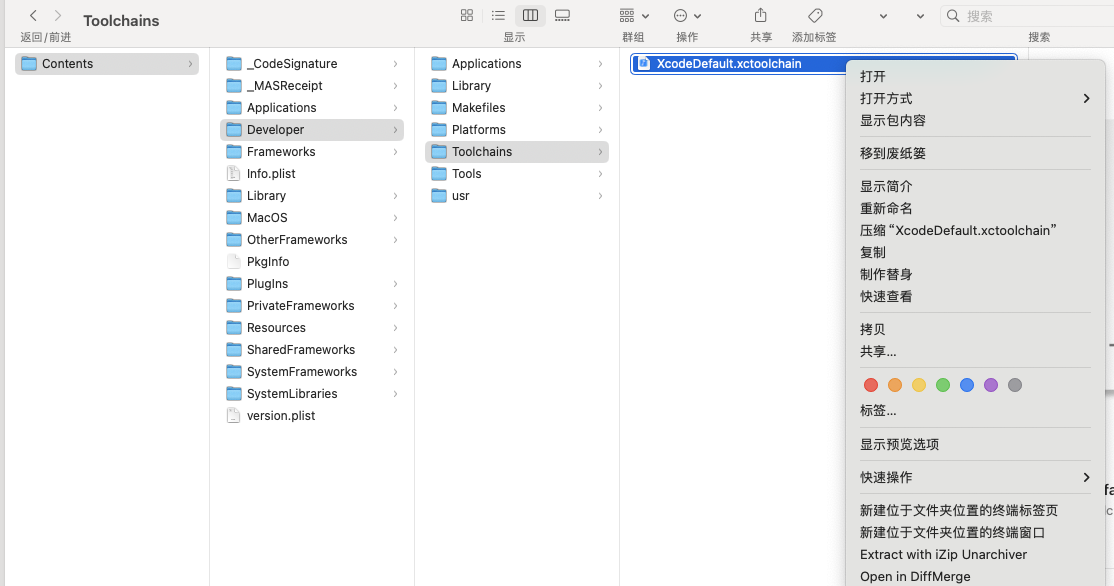 Toolchains
返回/前进
显示
群组
操作
共享
添加标签
搜索
搜索
Contents
_CodeSignature
_MASReceipt
Applications
Developer
Frameworks
Info.plist
Library
MacOS
OtherFrameworks
PkgInfo
PlugIns
PrivateFrameworks
Resources
SharedFrameworks
SystemFrameworks
SystemLibraries
version.plist
Applications
Library
Makefiles
Platforms
Toolchains
Tools
usr
XcodeDefault.xctoolchain
打开
打开方式
显示包内容
移到废纸篓
显示简介
重新命名
压缩“XcodeDefault.xctoolchain”
复制
制作替身
快速查看
拷贝
共享...
标签...
显示预览选项
快速操作
新建位于文件夹位置的终端标签页
新建位于文件夹位置的终端窗口
Extract with iZip Unarchiver
Open in DiffMerge